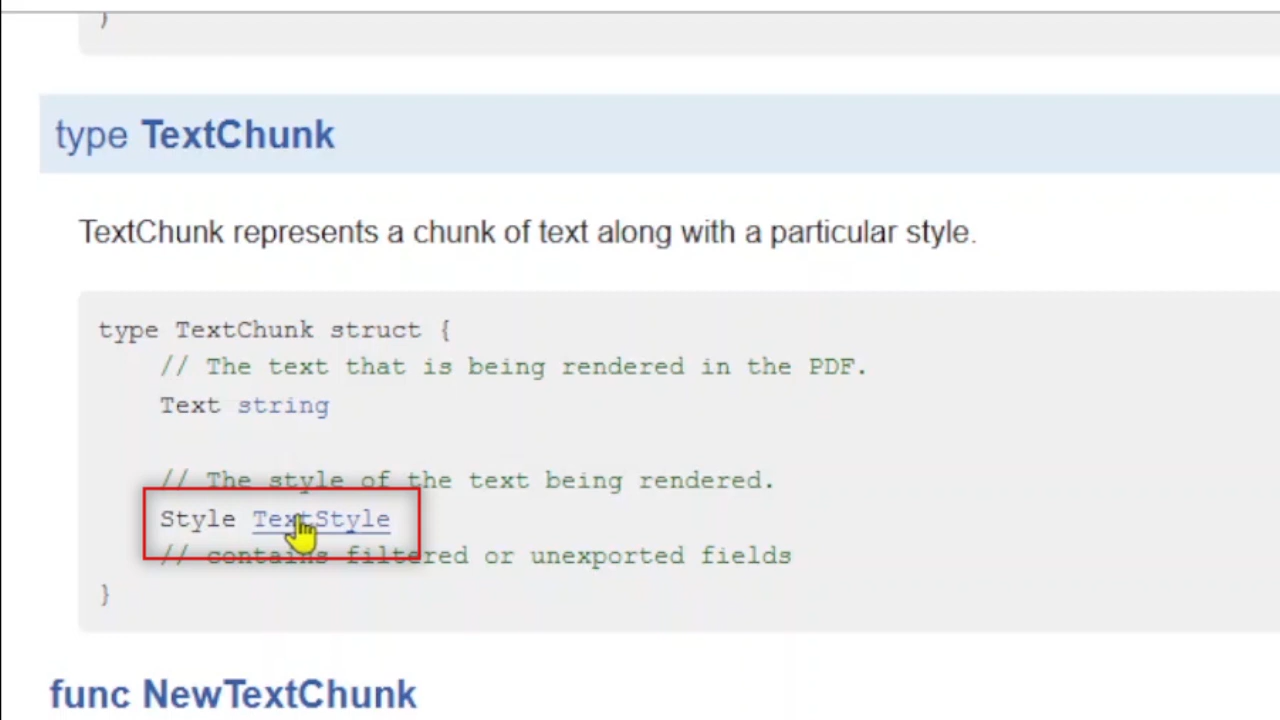 }
type TextChunk
TextChunk represents a chunk of text along with a particular style.
type TextChunk struct {
// The text that is being rendered in the PDF.
Text string
// The style of the text being rendered.
Style TextStyle
// contains filtered or unexported fields
}
func NewTextChunk